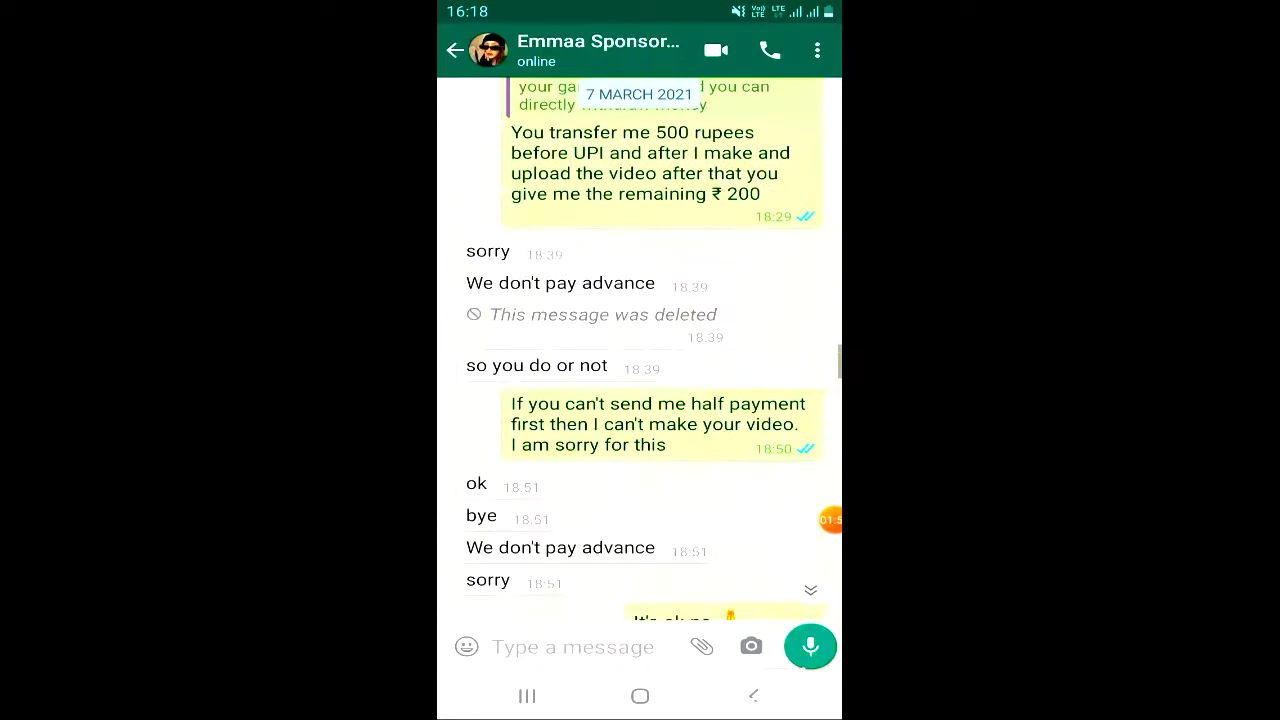 16:18
Emmaa Sponsor...
online
your ga
d you can
7 MARCH 2021
directly
You transfer me 500 rupees
before UPI and after I make and
upload the video after that you
give me the remaining ₹ 200
18:29
sorry 18:39
We don't pay advance 18.39
This message was deleted
18.39
so you do or not 18 39
If you can't send me half payment
first then I can't make your video.
I am sorry for this 18:50
ok 18.51
bye 18.51
We don't pay advance 18:51
sorry 18:51
Type a message